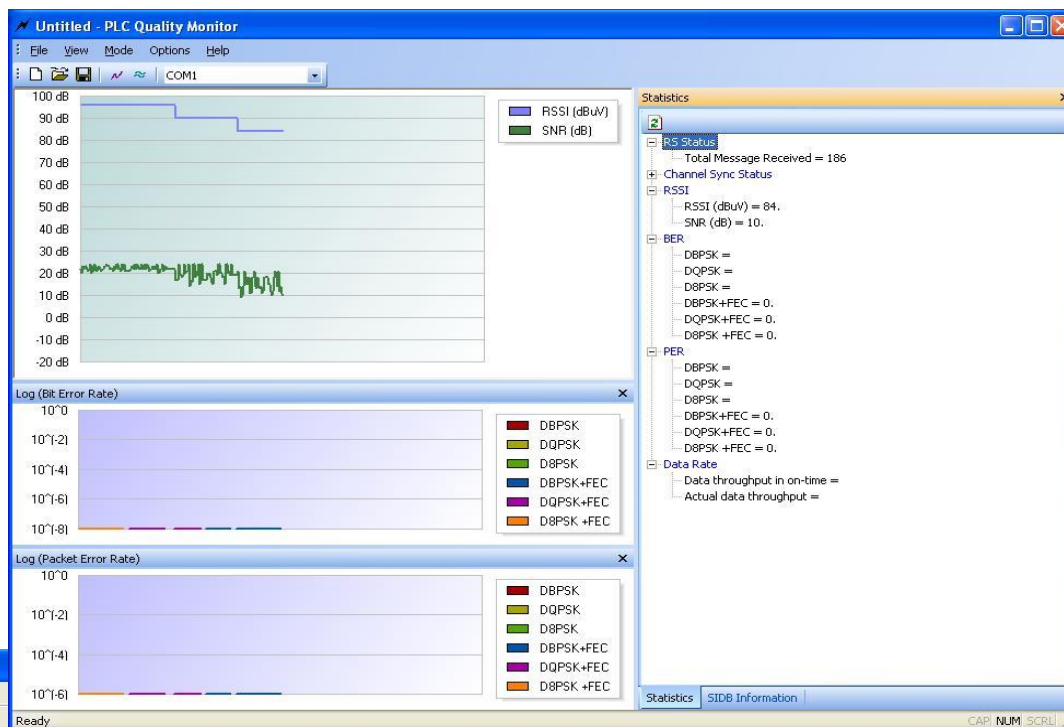 Untitled - PLC Quality Monitor
File View Mode Options Help
COM1
100 dB
90 dB
80 dB
70 dB
60 dB
50 dB
40 dB
30 dB
20 dB
10 dB
0 dB
-10 dB
-20 dB
RSSI (dBuV)
SNR (dB)
Log (Bit Error Rate)
10^0
10^(-2)
10^(-4)
10^(-6)
10^(-8)
DBPSK
DQPSK
D8PSK
DBPSK+FEC
DQPSK+FEC
D8PSK +FEC
Log (Packet Error Rate)
10^0
10^(-2)
10^(-4)
10^(-6)
DBPSK
DQPSK
D8PSK
DBPSK+FEC
DQPSK+FEC
D8PSK +FEC
Statistics
RS Status
Total Message Received = 186
Channel Sync Status
RSSI
RSSI (dBuV) = 84.
SNR (dB) = 10.
BER
DBPSK =
DQPSK =
D8PSK =
DBPSK+FEC = 0.
DQPSK+FEC = 0.
D8PSK +FEC = 0.
PER
DBPSK =
DQPSK =
D8PSK =
DBPSK+FEC = 0.
DQPSK+FEC = 0.
D8PSK +FEC = 0.
Data Rate
Data throughput in on-time =
Actual data throughput =
Statistics SIDB Information
Ready
CAP NUM SCRL